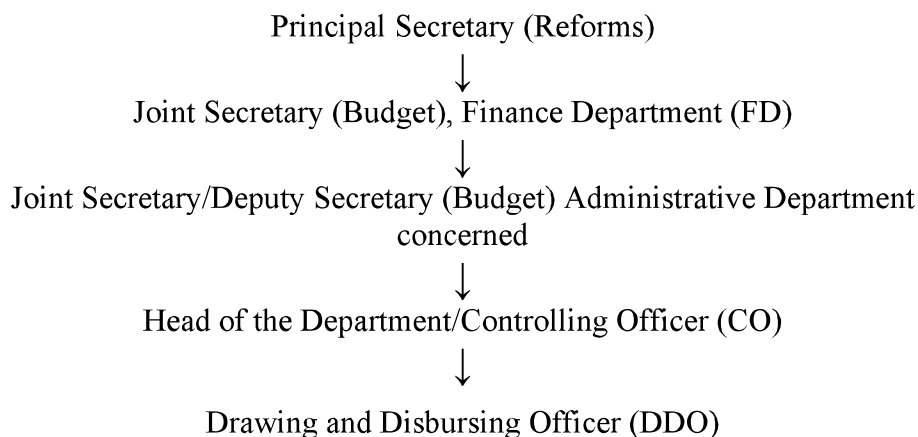 Principal Secretary (Reforms)
Joint Secretary (Budget), Finance Department (FD)
Joint Secretary/Deputy Secretary (Budget) Administrative Department
concerned
Head of the Department/Controlling Officer (CO)
Drawing and Disbursing Officer (DDO)